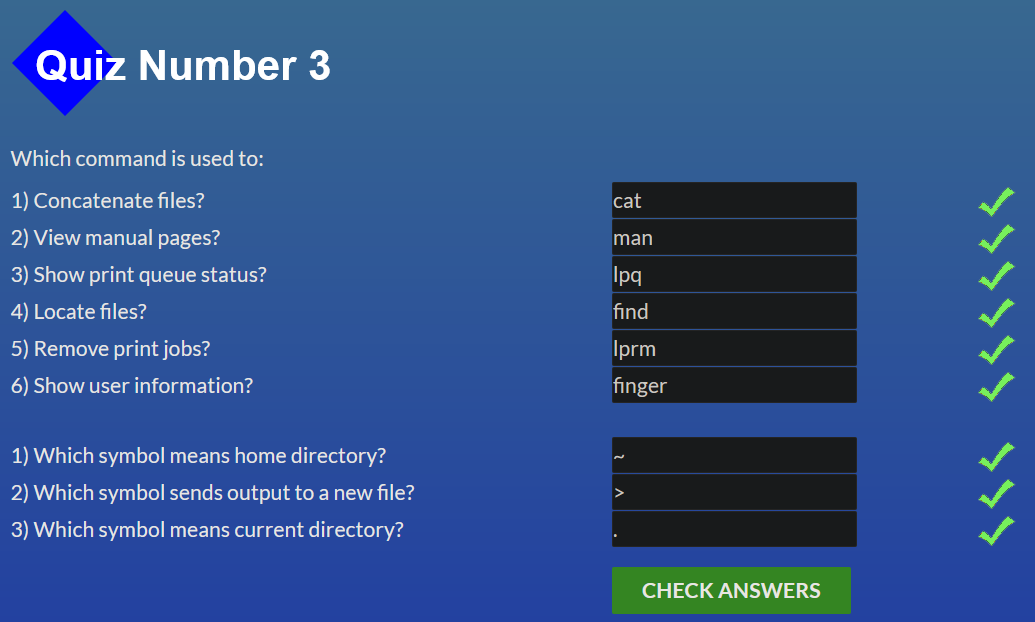 Quiz Number 3
Which command is used to:
1) Concatenate files? cat
2) View manual pages? man
3) Show print queue status? lpq
4) Locate files? find
5) Remove print jobs? lprm
6) Show user information? finger
1) Which symbol means home directory? ~
2) Which symbol sends output to a new file? >
3) Which symbol means current directory? .
CHECK ANSWERS